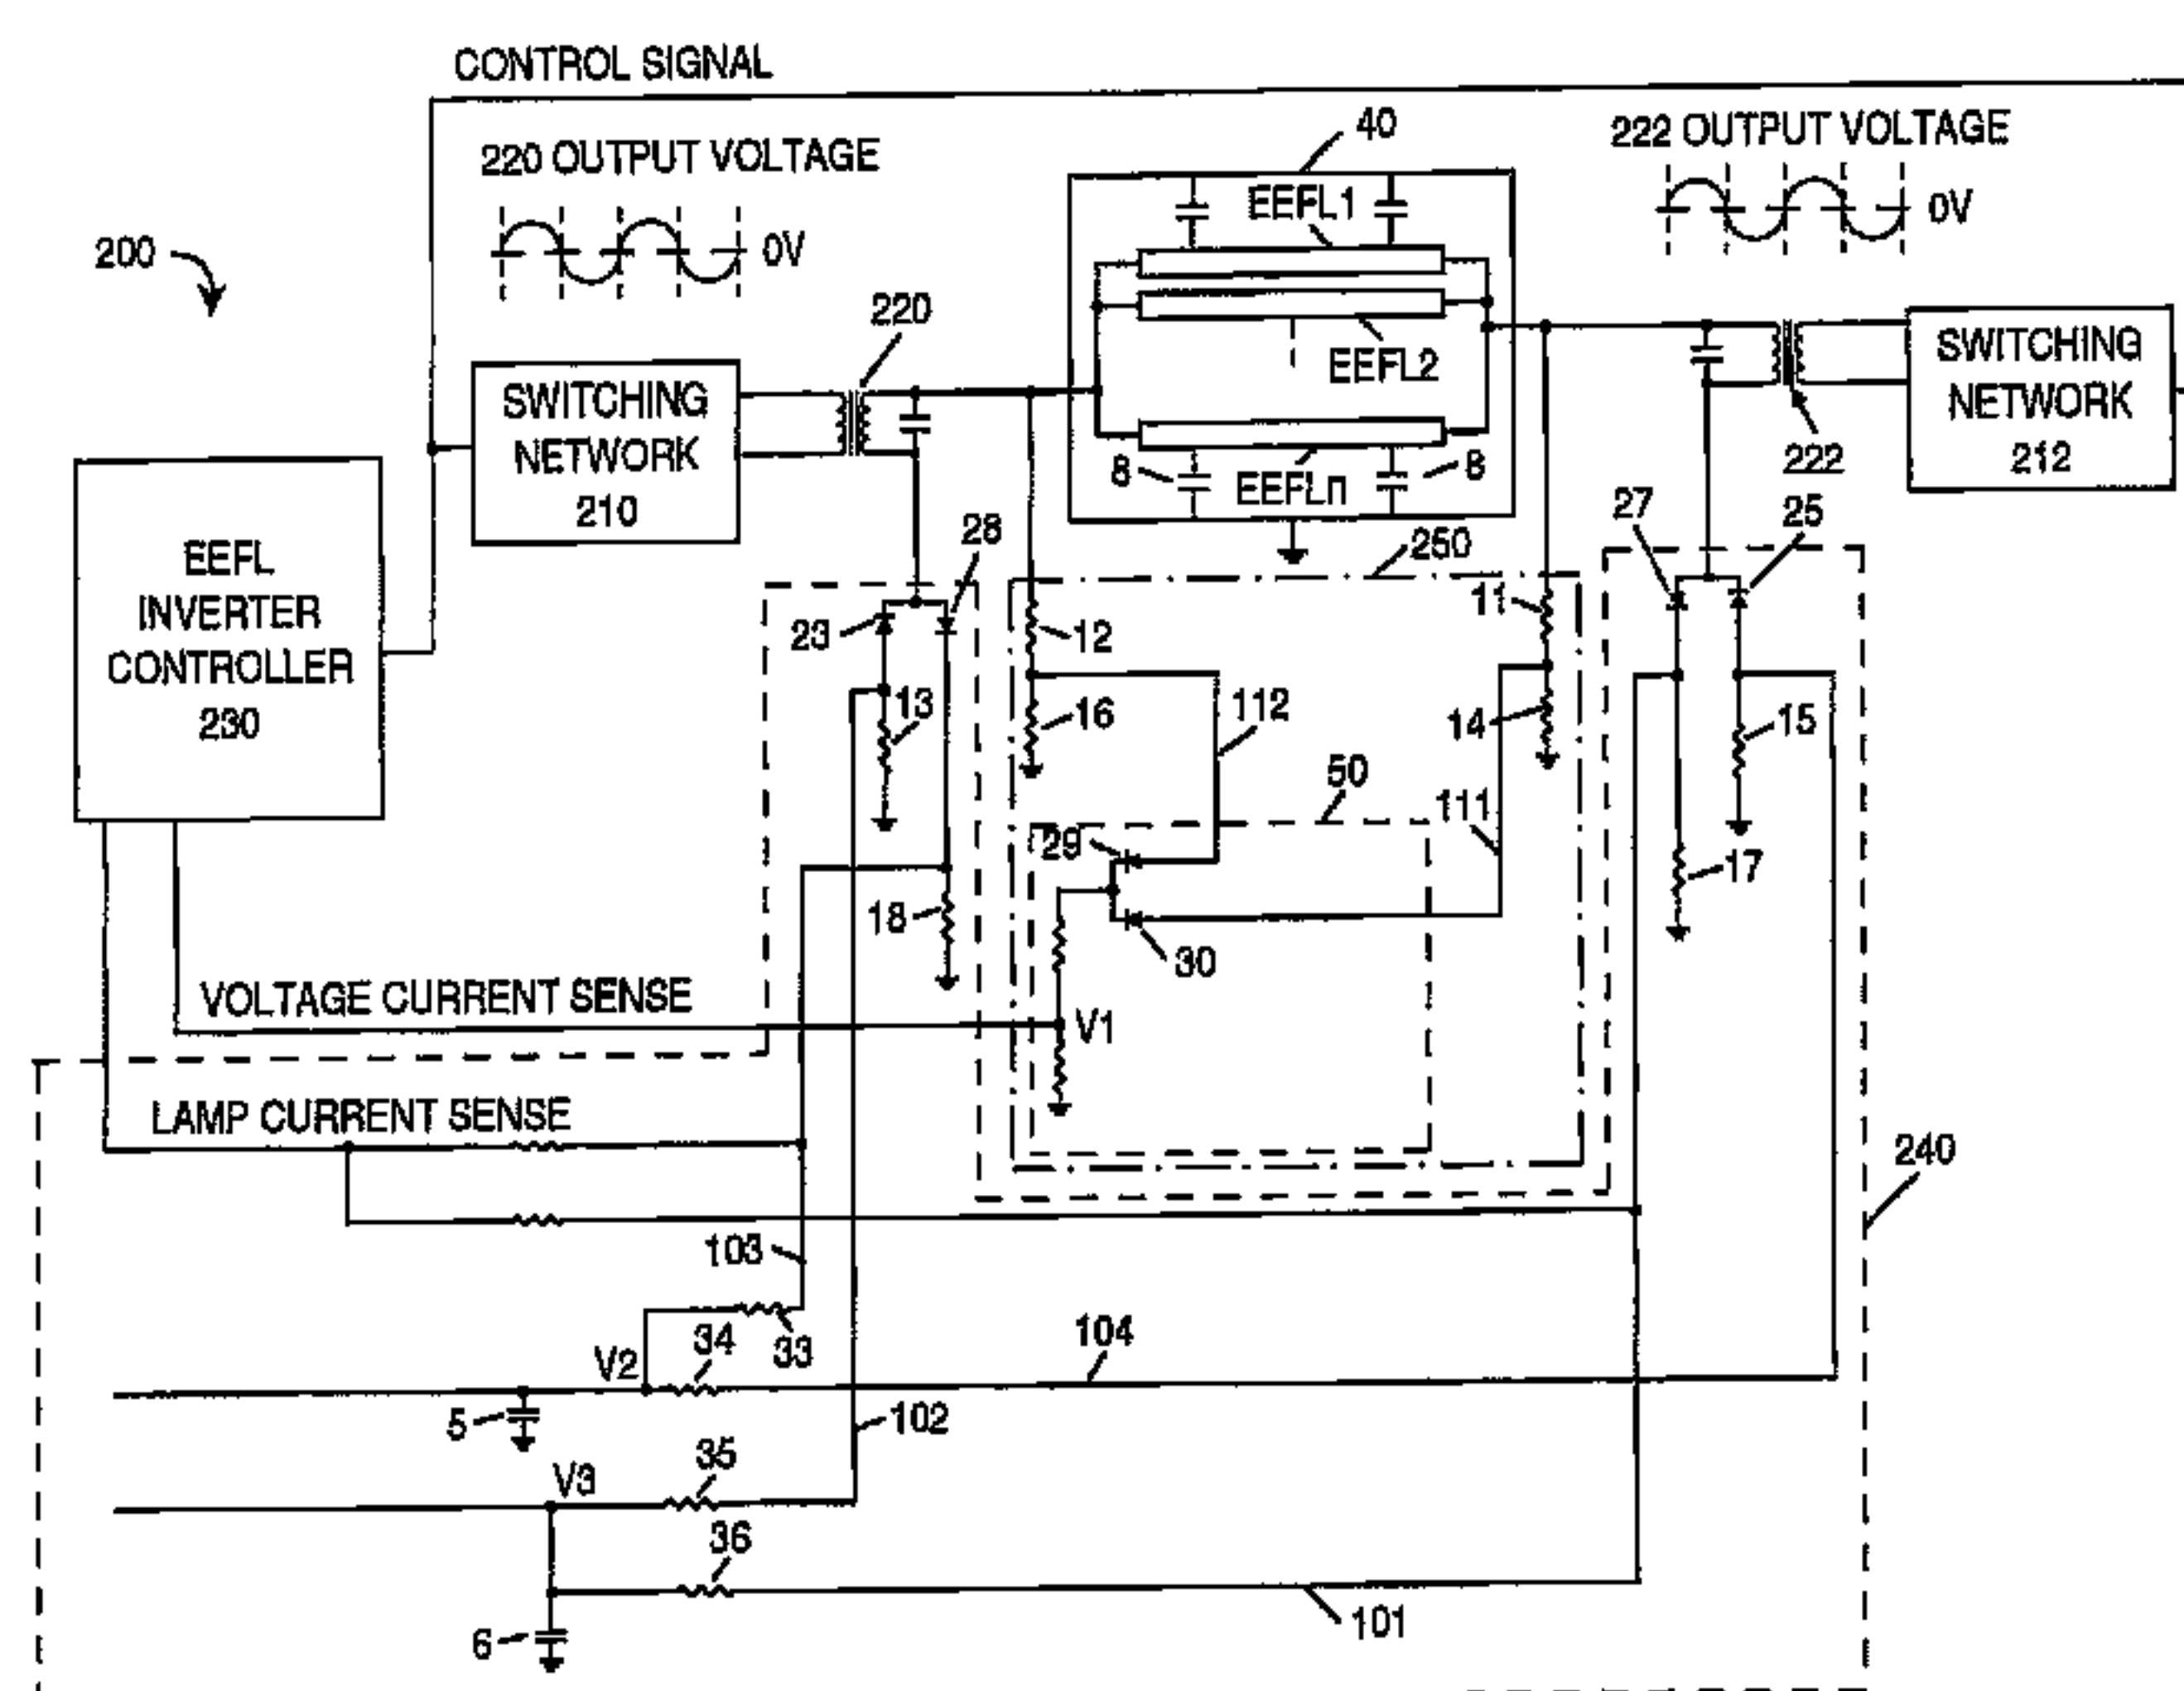 CONTROL SIGNAL
220 OUTPUT VOLTAGE
0V
222 OUTPUT VOLTAGE
0V
200
40
EEFL1
EEFL2
EEFLn
8
8
220
SWITCHING
NETWORK
210
SWITCHING
NETWORK
212
222
EEFL
INVERTER
CONTROLLER
230
28
250
27
25
23
12
11
13
16
112
14
15
50
111
29
17
18
30
VOLTAGE CURRENT SENSE
V1
LAMP CURRENT SENSE
240
103
34
33
104
V2
5
102
35
V3
36
6
101